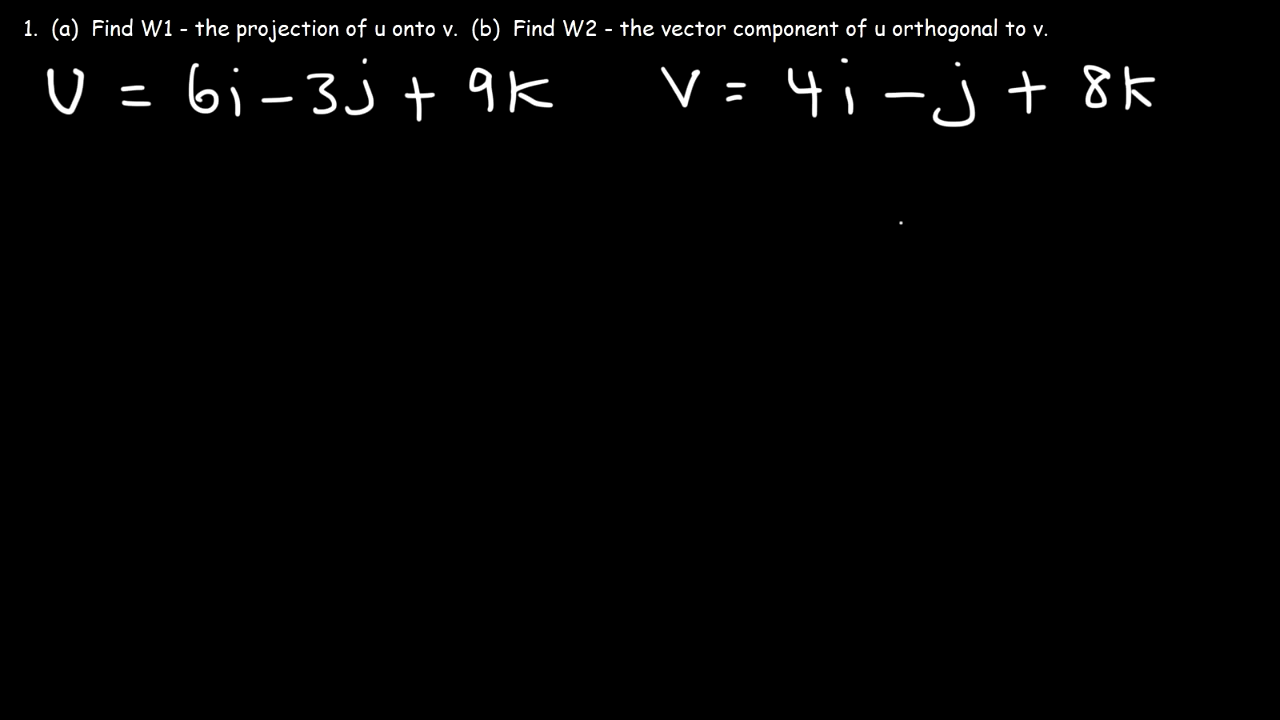 1. (a) Find W1 - the projection of u onto v. (b) Find W2 - the vector component of u orthogonal to v.
U = 6i - 3j + 9k V = 4i - j + 8k